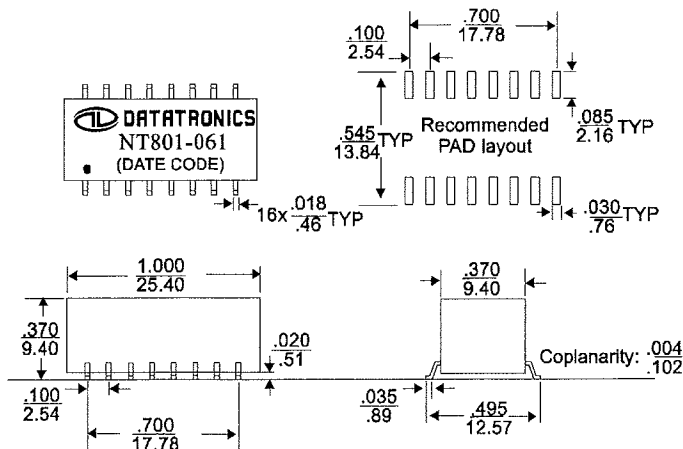 DATATRONICS
NT801-061
(DATE CODE)
16x .018/.46 TYP
.100/2.54
.700/17.78
.545/13.84 TYP
Recommended
PAD layout
.085/2.16 TYP
.030/.76 TYP
1.000/25.40
.370/9.40
.020/.51
.100/2.54
.700/17.78
.370/9.40
Coplanarity: .004/.102
.035/.89
.495/12.57